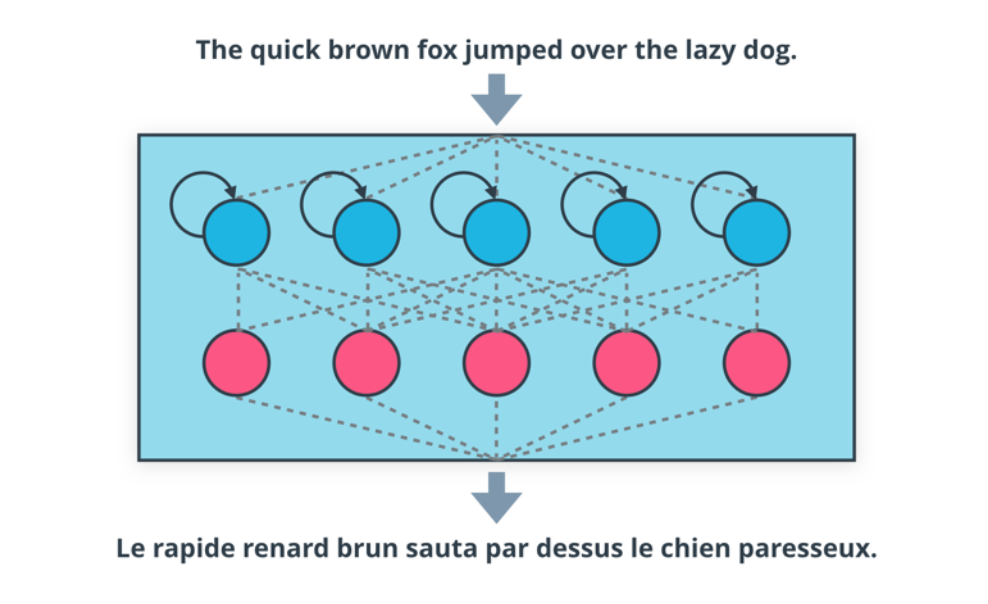 The quick brown fox jumped over the lazy dog.
Le rapide renard brun sauta par dessus le chien paresseux.